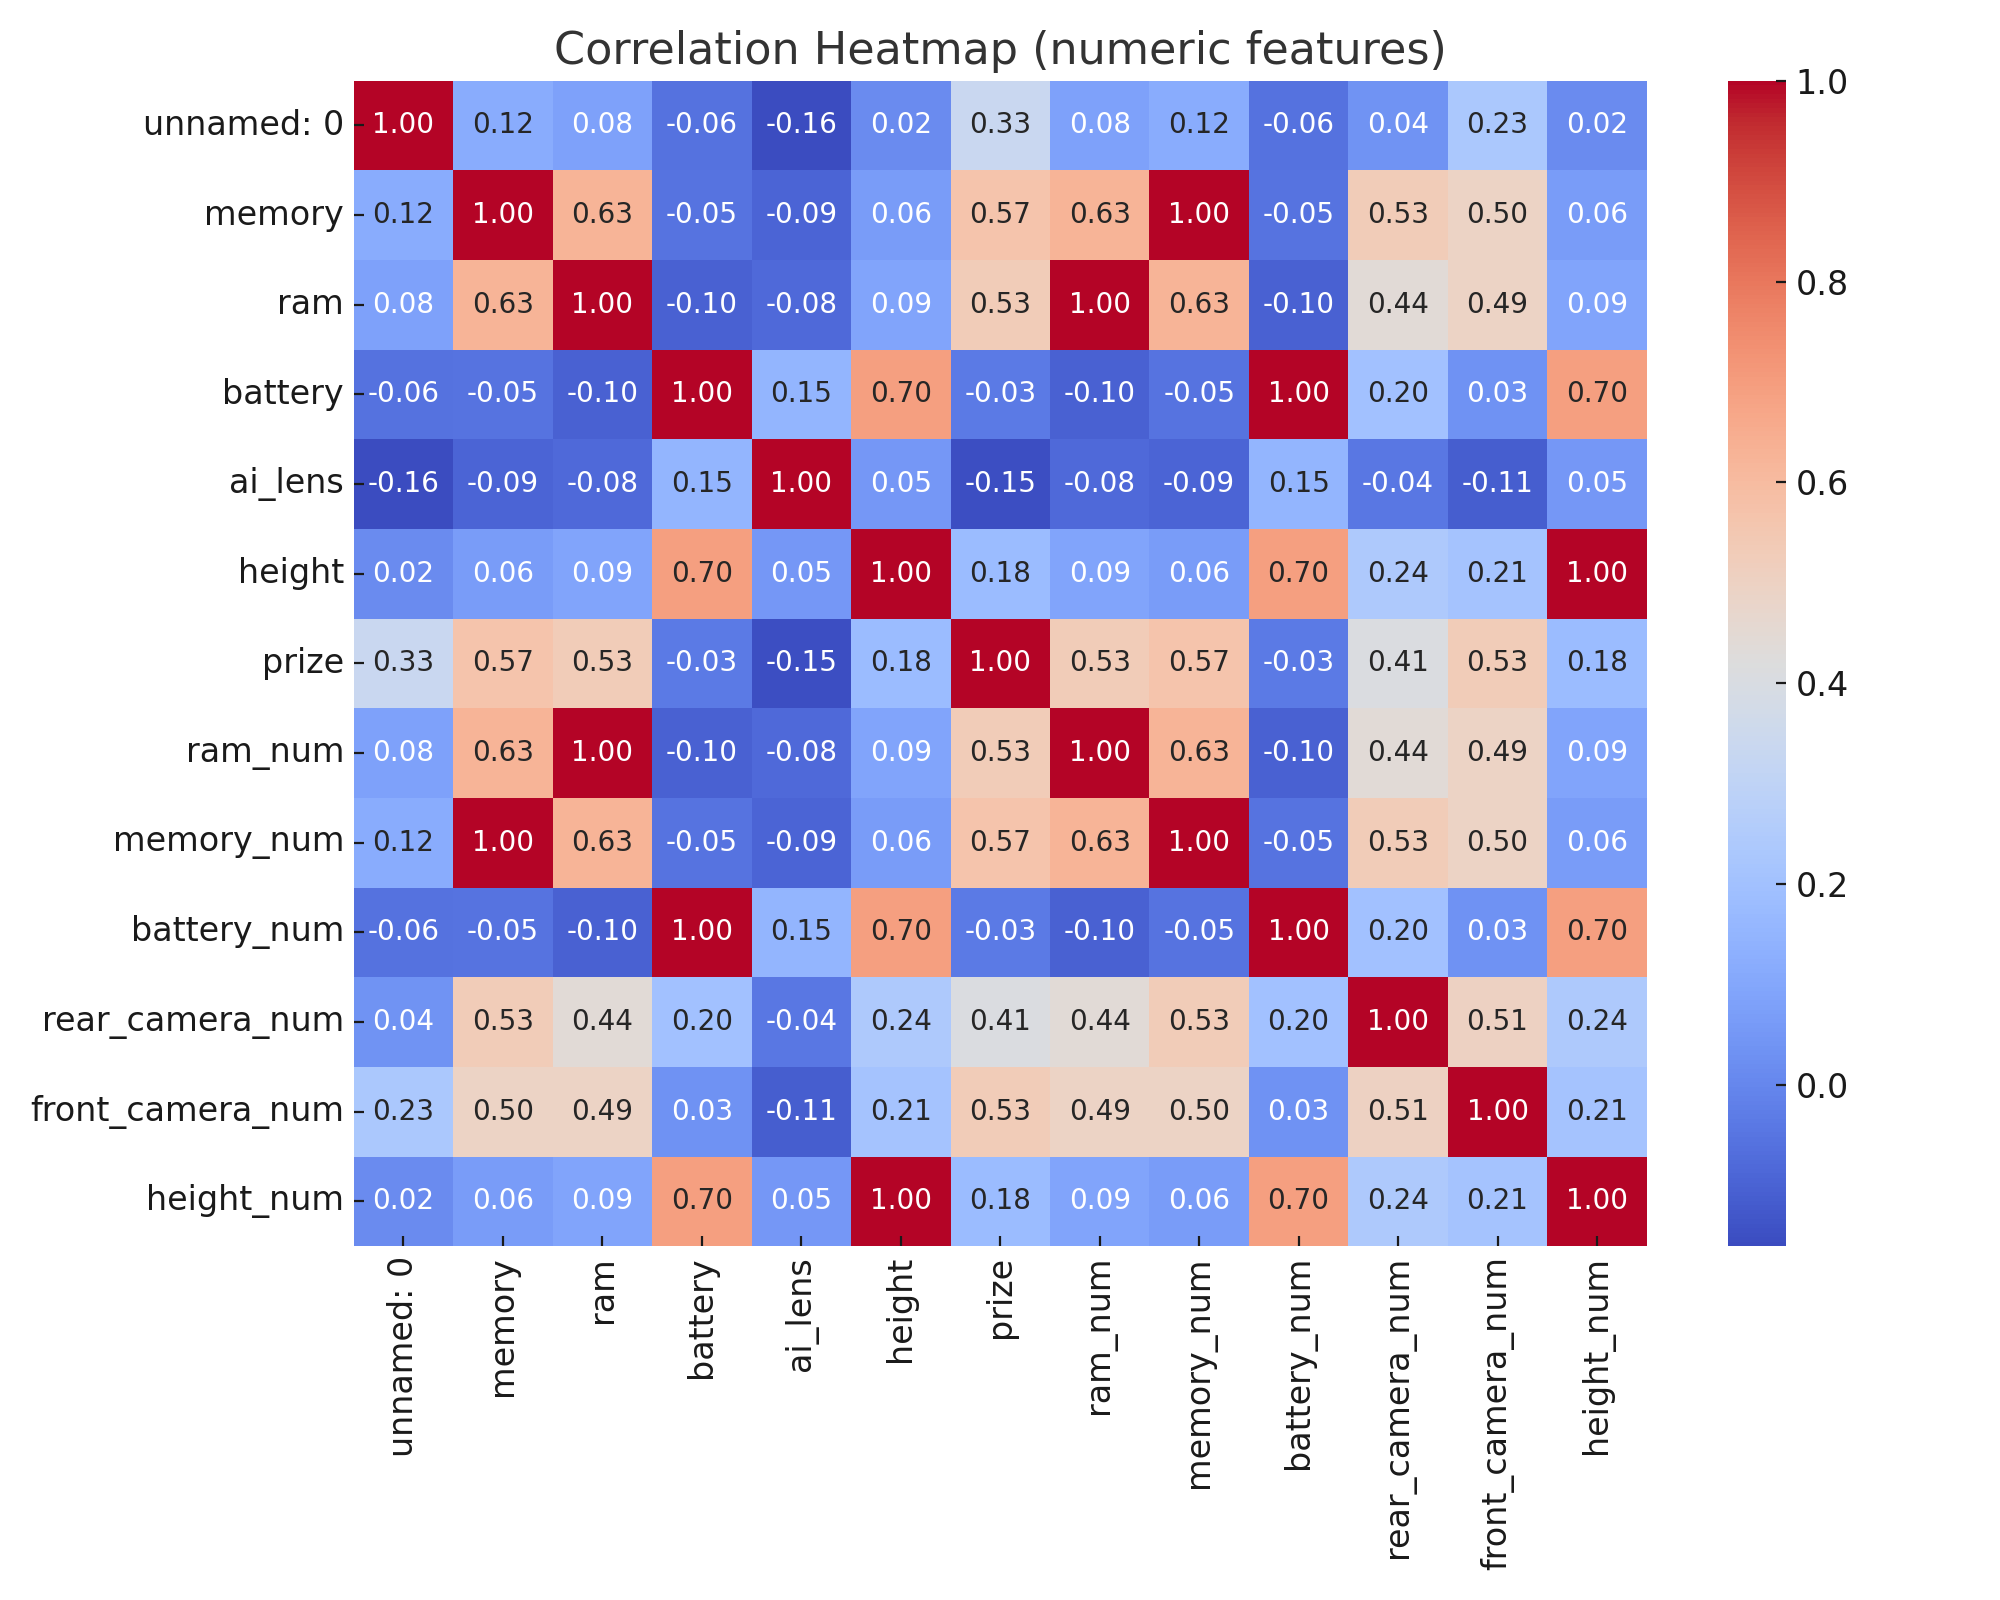 Correlation Heatmap (numeric features)
unnamed: 0 1.00 0.12 0.08 -0.06 -0.16 0.02 0.33 0.08 0.12 -0.06 0.04 0.23 0.02
memory 0.12 1.00 0.63 -0.05 -0.09 0.06 0.57 0.63 1.00 -0.05 0.53 0.50 0.06
ram 0.08 0.63 1.00 -0.10 -0.08 0.09 0.53 1.00 0.63 -0.10 0.44 0.49 0.09
battery -0.06 -0.05 -0.10 1.00 0.15 0.70 -0.03 -0.10 -0.05 1.00 0.20 0.03 0.70
ai_lens -0.16 -0.09 -0.08 0.15 1.00 0.05 -0.15 -0.08 -0.09 0.15 -0.04 -0.11 0.05
height 0.02 0.06 0.09 0.70 0.05 1.00 0.18 0.09 0.06 0.70 0.24 0.21 1.00
prize 0.33 0.57 0.53 -0.03 -0.15 0.18 1.00 0.53 0.57 -0.03 0.41 0.53 0.18
ram_num 0.08 0.63 1.00 -0.10 -0.08 0.09 0.53 1.00 0.63 -0.10 0.44 0.49 0.09
memory_num 0.12 1.00 0.63 -0.05 -0.09 0.06 0.57 0.63 1.00 -0.05 0.53 0.50 0.06
battery_num -0.06 -0.05 -0.10 1.00 0.15 0.70 -0.03 -0.10 -0.05 1.00 0.20 0.03 0.70
rear_camera_num 0.04 0.53 0.44 0.20 -0.04 0.24 0.41 0.44 0.53 0.20 1.00 0.51 0.24
front_camera_num 0.23 0.50 0.49 0.03 -0.11 0.21 0.53 0.49 0.50 0.03 0.51 1.00 0.21
height_num 0.02 0.06 0.09 0.70 0.05 1.00 0.18 0.09 0.06 0.70 0.24 0.21 1.00
unnamed: 0
memory
ram
battery
ai_lens
height
prize
ram_num
memory_num
battery_num
rear_camera_num
front_camera_num
height_num
1.0
0.8
0.6
0.4
0.2
0.0